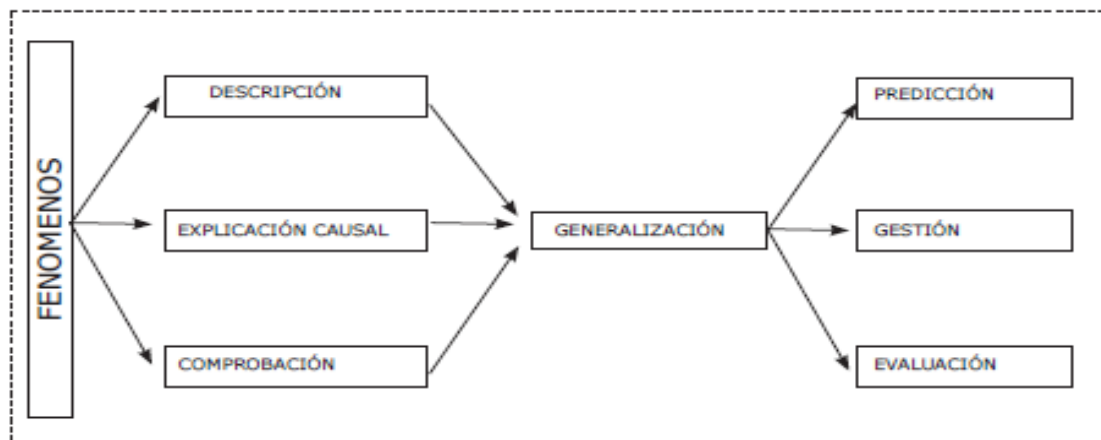 FENOMENOS
DESCRIPCIÓN
EXPLICACIÓN CAUSAL
COMPROBACIÓN
GENERALIZACIÓN
PREDICCIÓN
GESTIÓN
EVALUACIÓN